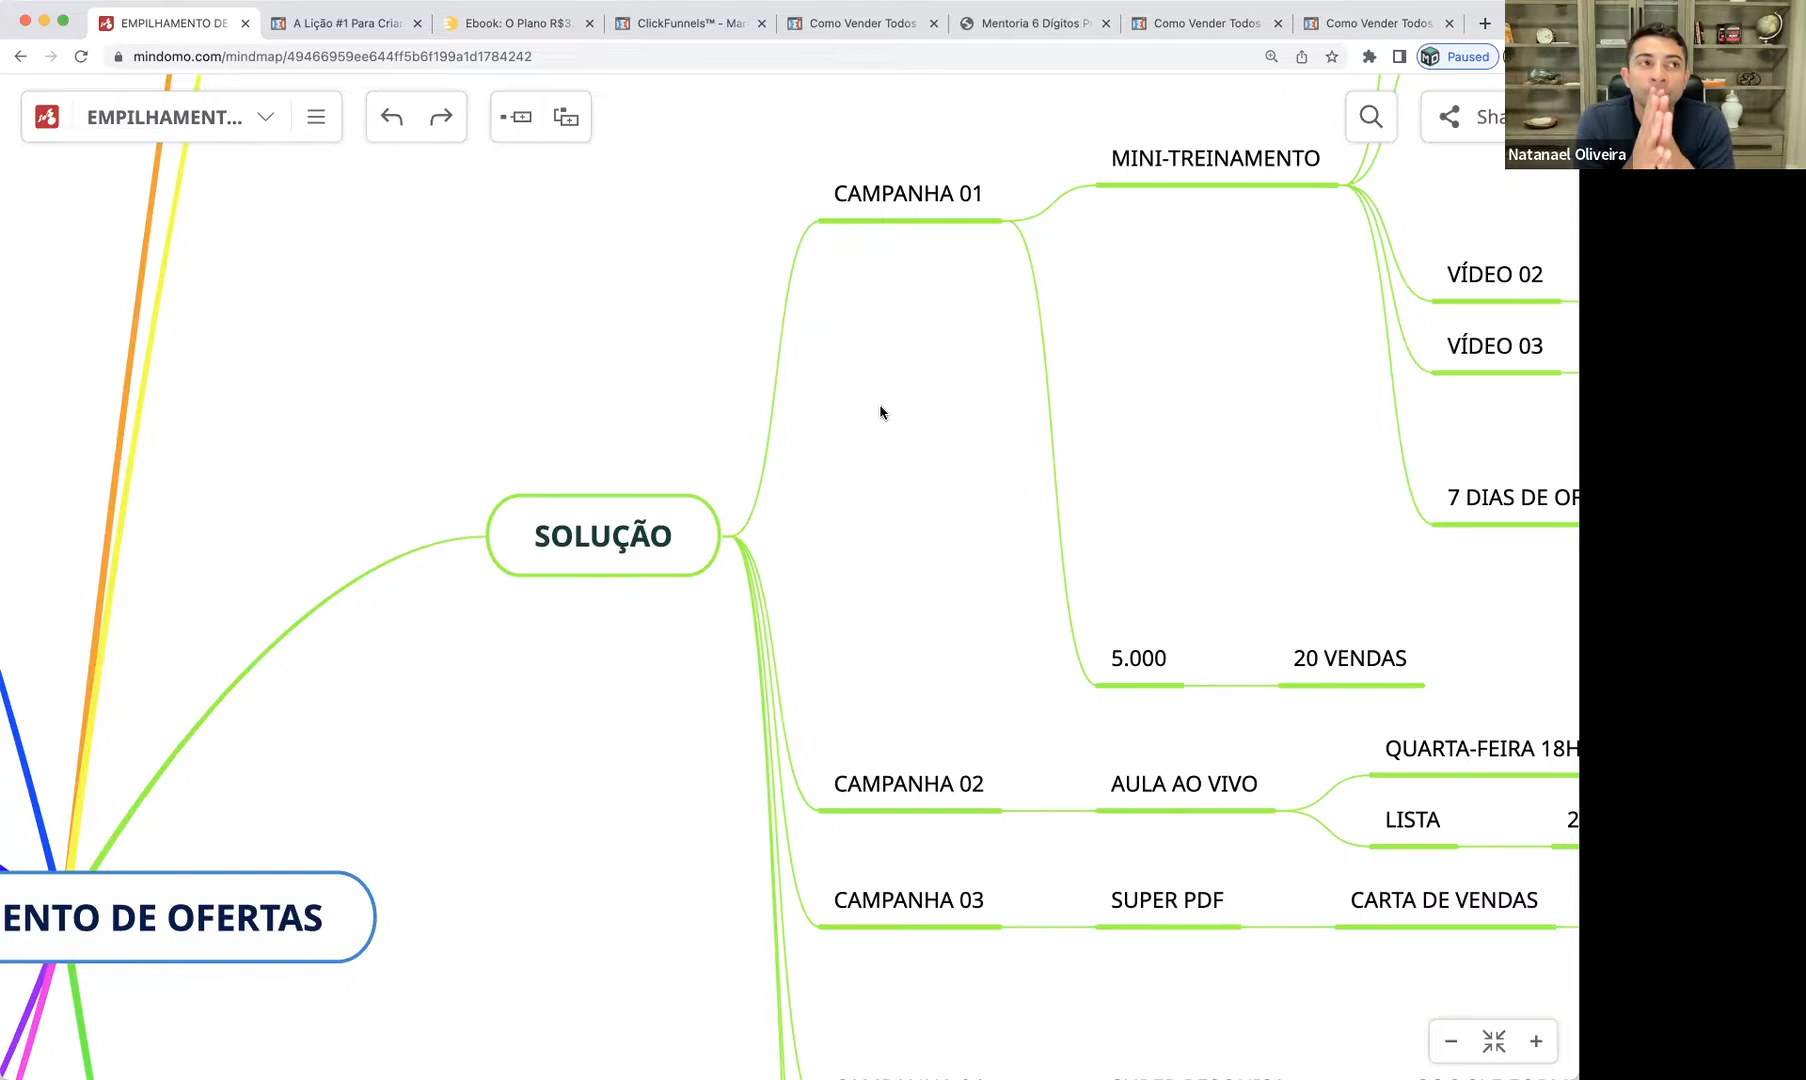 EMPILHAMENTO DE
A Lição #1 Para Criar
Ebook: O Plano R$3
ClickFunnels™ - Mar
Como Vender Todos
Mentoria 6 Dígitos P
Como Vender Todos
Como Vender Todos
mindomo.com/mindmap/49466959ee644ff5b6f199a1d1784242
Paused
EMPILHAMENT...
Sha
Natanael Oliveira
MINI-TREINAMENTO
CAMPANHA 01
VÍDEO 02
VÍDEO 03
7 DIAS DE OF
SOLUÇÃO
5.000
20 VENDAS
QUARTA-FEIRA 18H
CAMPANHA 02
AULA AO VIVO
LISTA
2
CAMPANHA 03
SUPER PDF
CARTA DE VENDAS
ENTO DE OFERTAS